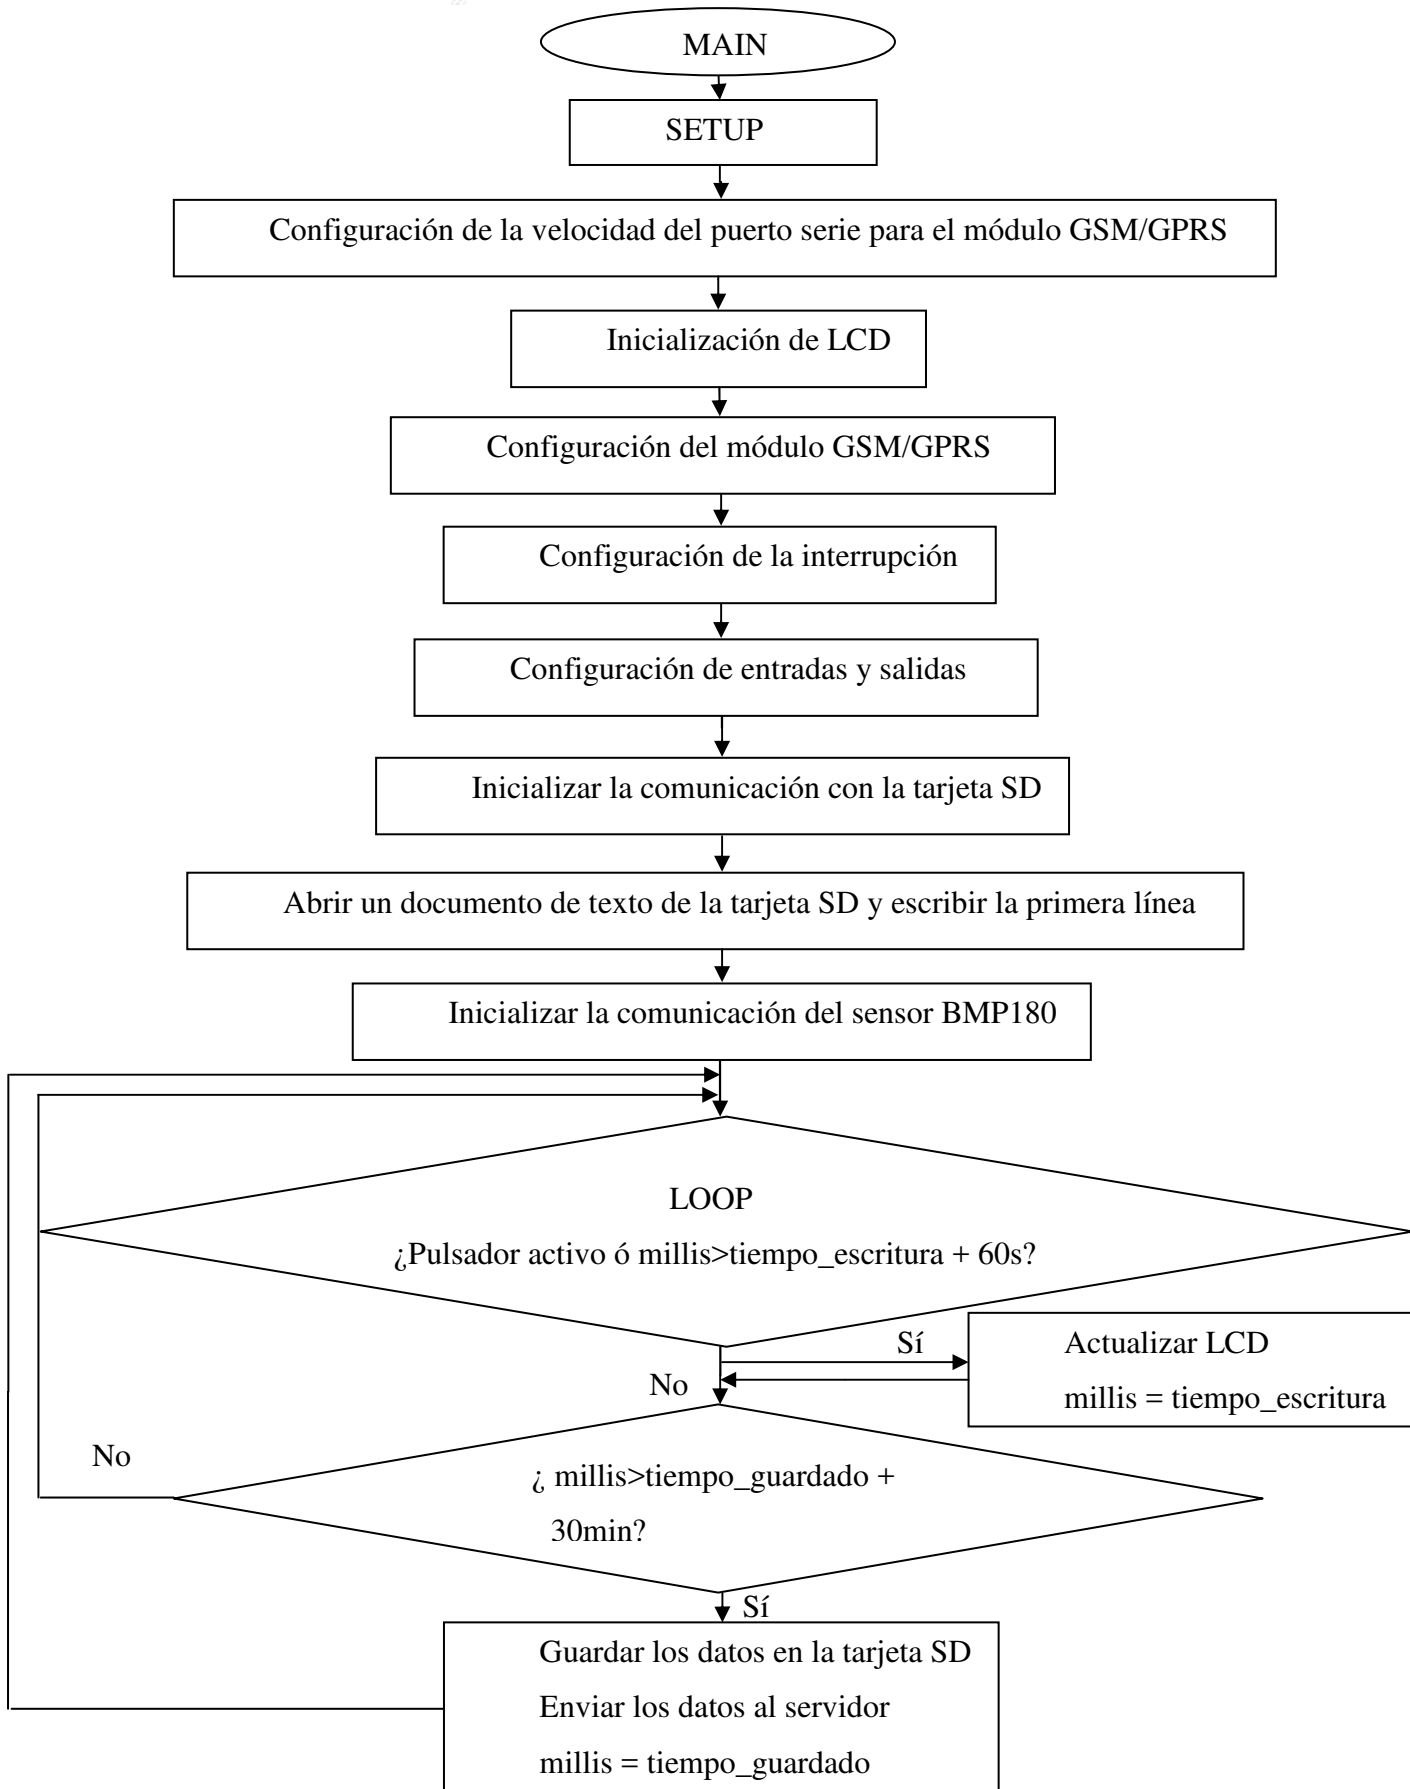 MAIN
SETUP
Configuración de la velocidad del puerto serie para el módulo GSM/GPRS
Inicialización de LCD
Configuración del módulo GSM/GPRS
Configuración de la interrupción
Configuración de entradas y salidas
Inicializar la comunicación con la tarjeta SD
Abrir un documento de texto de la tarjeta SD y escribir la primera línea
Inicializar la comunicación del sensor BMP180
LOOP
¿Pulsador activo ó millis>tiempo_escritura + 60s?
Sí
Actualizar LCD
millis = tiempo_escritura
No
No
¿ millis>tiempo_guardado +
30min?
Sí
Guardar los datos en la tarjeta SD
Enviar los datos al servidor
millis = tiempo_guardado